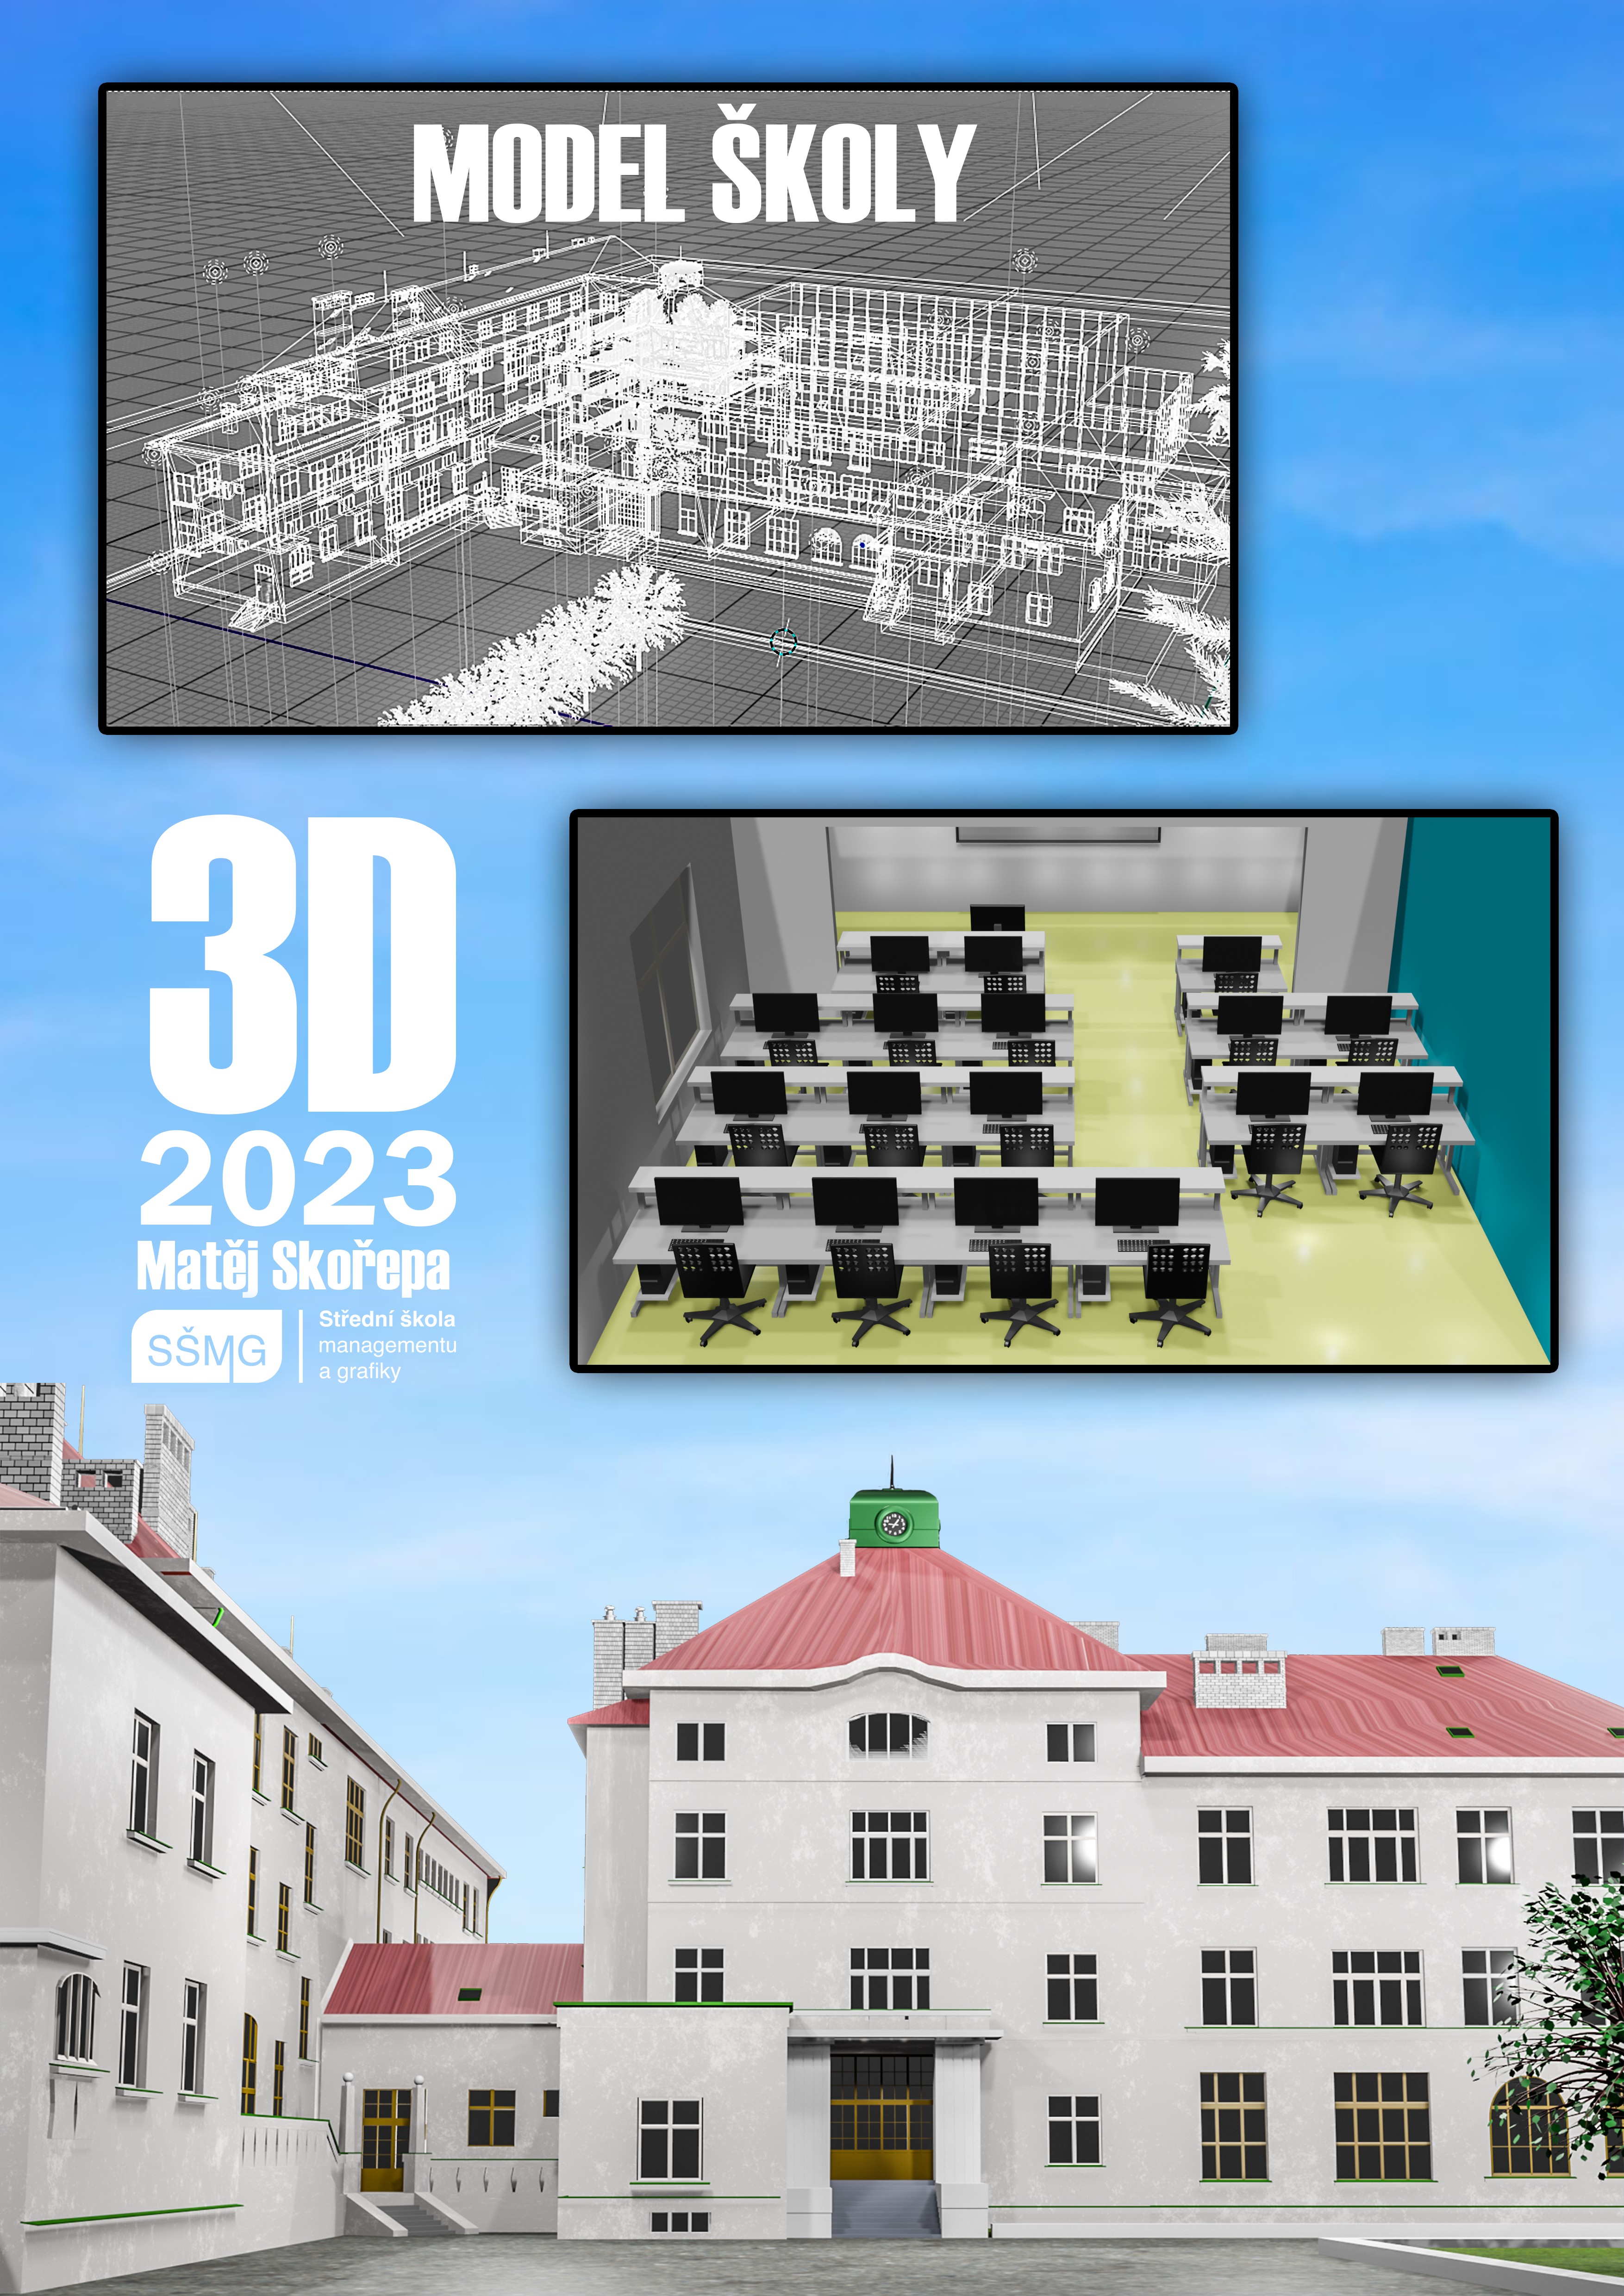 MODEL ŠKOLY
3D
2023
Matěj Skořepa
SŠMG
Střední škola
managementu
a grafiky